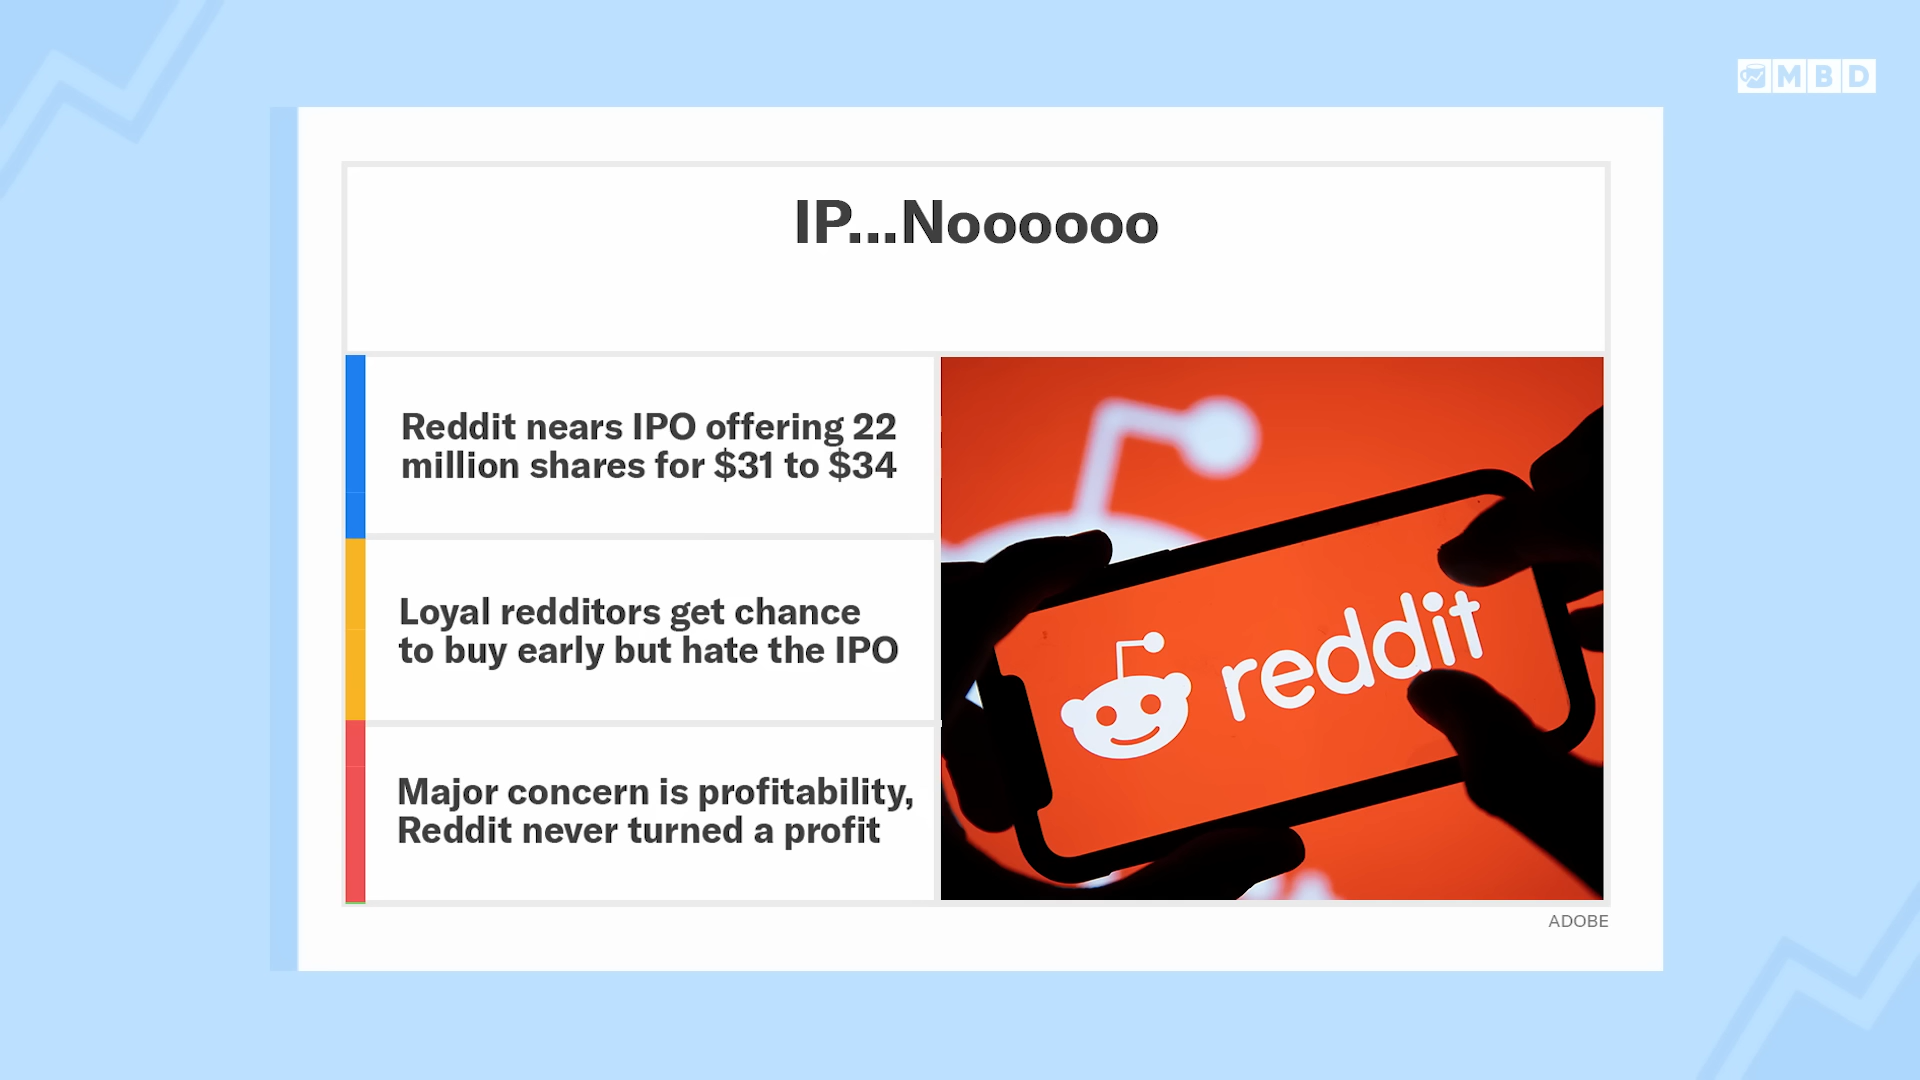 MBD
IP...Noooooo
Reddit nears IPO offering 22
million shares for $31 to $34
Loyal redditors get chance
to buy early but hate the IPO
Major concern is profitability,
Reddit never turned a profit
reddit
ADOBE